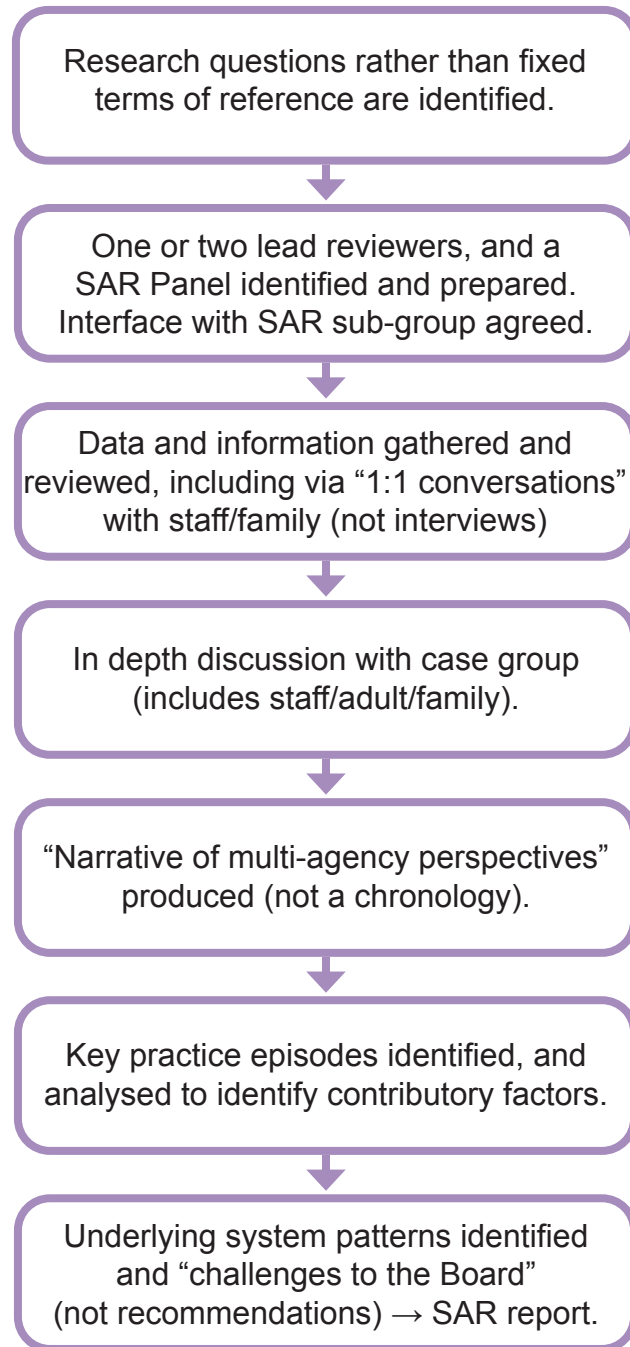 Research questions rather than fixed
terms of reference are identified.
One or two lead reviewers, and a
SAR Panel identified and prepared.
Interface with SAR sub-group agreed.
Data and information gathered and
reviewed, including via “1:1 conversations”
with staff/family (not interviews)
In depth discussion with case group
(includes staff/adult/family).
“Narrative of multi-agency perspectives”
produced (not a chronology).
Key practice episodes identified, and
analysed to identify contributory factors.
Underlying system patterns identified
and “challenges to the Board”
(not recommendations) → SAR report.